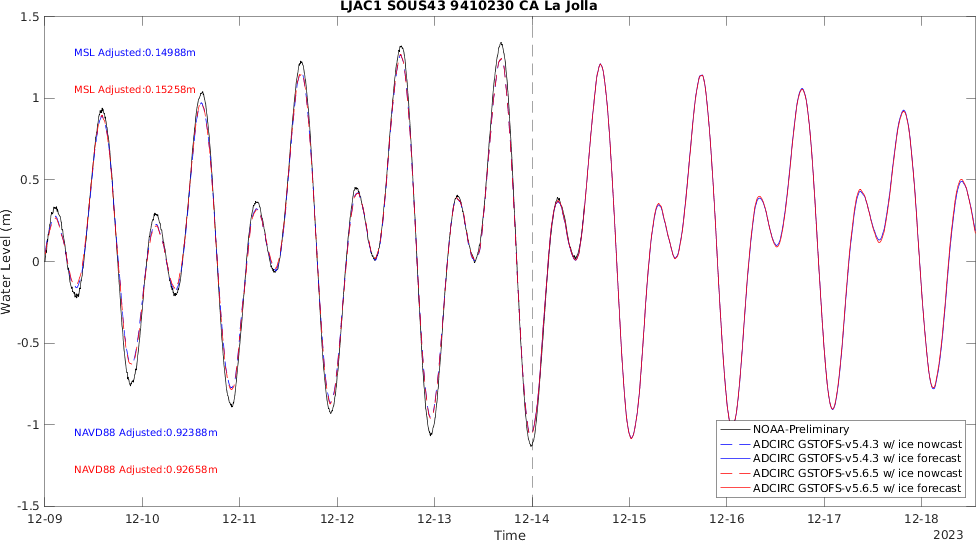 LJAC1 SOUS43 9410230 CA La Jolla
1.5
MSL Adjusted:0.14988m
MSL Adjusted:0.15258m
1
0.5
0
-0.5
-1
-1.5
Water Level (m)
NAVD88 Adjusted:0.92388m
NAVD88 Adjusted:0.92658m
NOAA-Preliminary
ADCIRC GSTOFS-v5.4.3 w/ ice nowcast
ADCIRC GSTOFS-v5.4.3 w/ ice forecast
ADCIRC GSTOFS-v5.6.5 w/ ice nowcast
ADCIRC GSTOFS-v5.6.5 w/ ice forecast
12-09 12-10 12-11 12-12 12-13 12-14 12-15 12-16 12-17 12-18
Time
2023